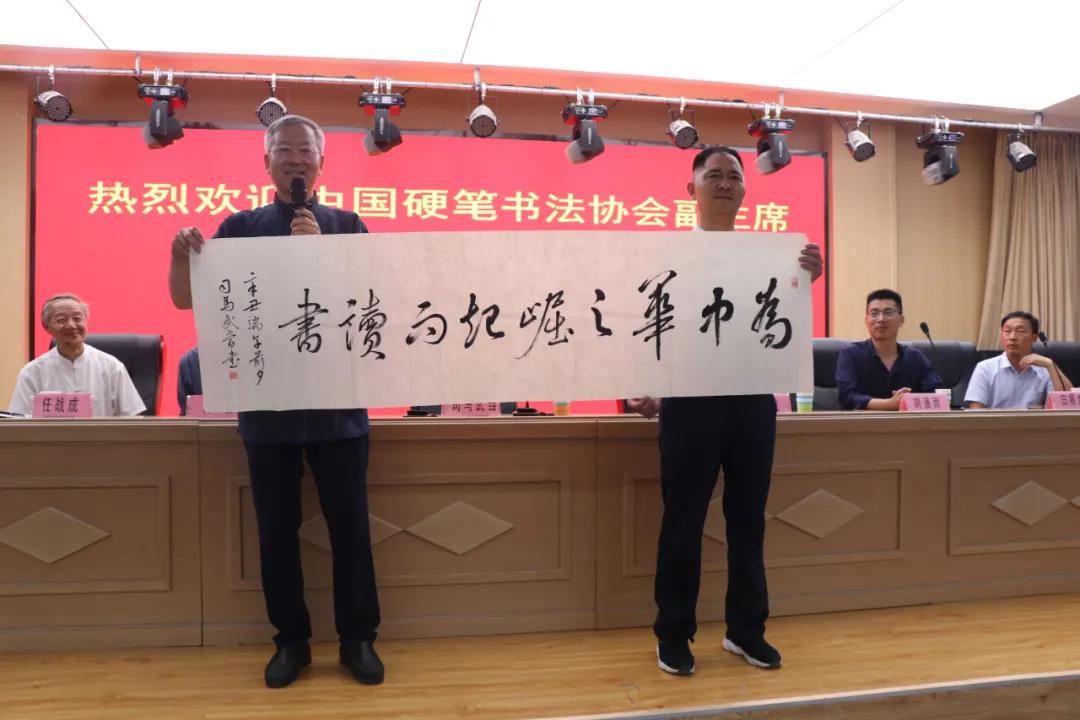 热烈欢迎中国硬笔书法协会副主席
為中華之崛起而讀書
辛丑端午前夕
司馬武當書
任战成
司马武当